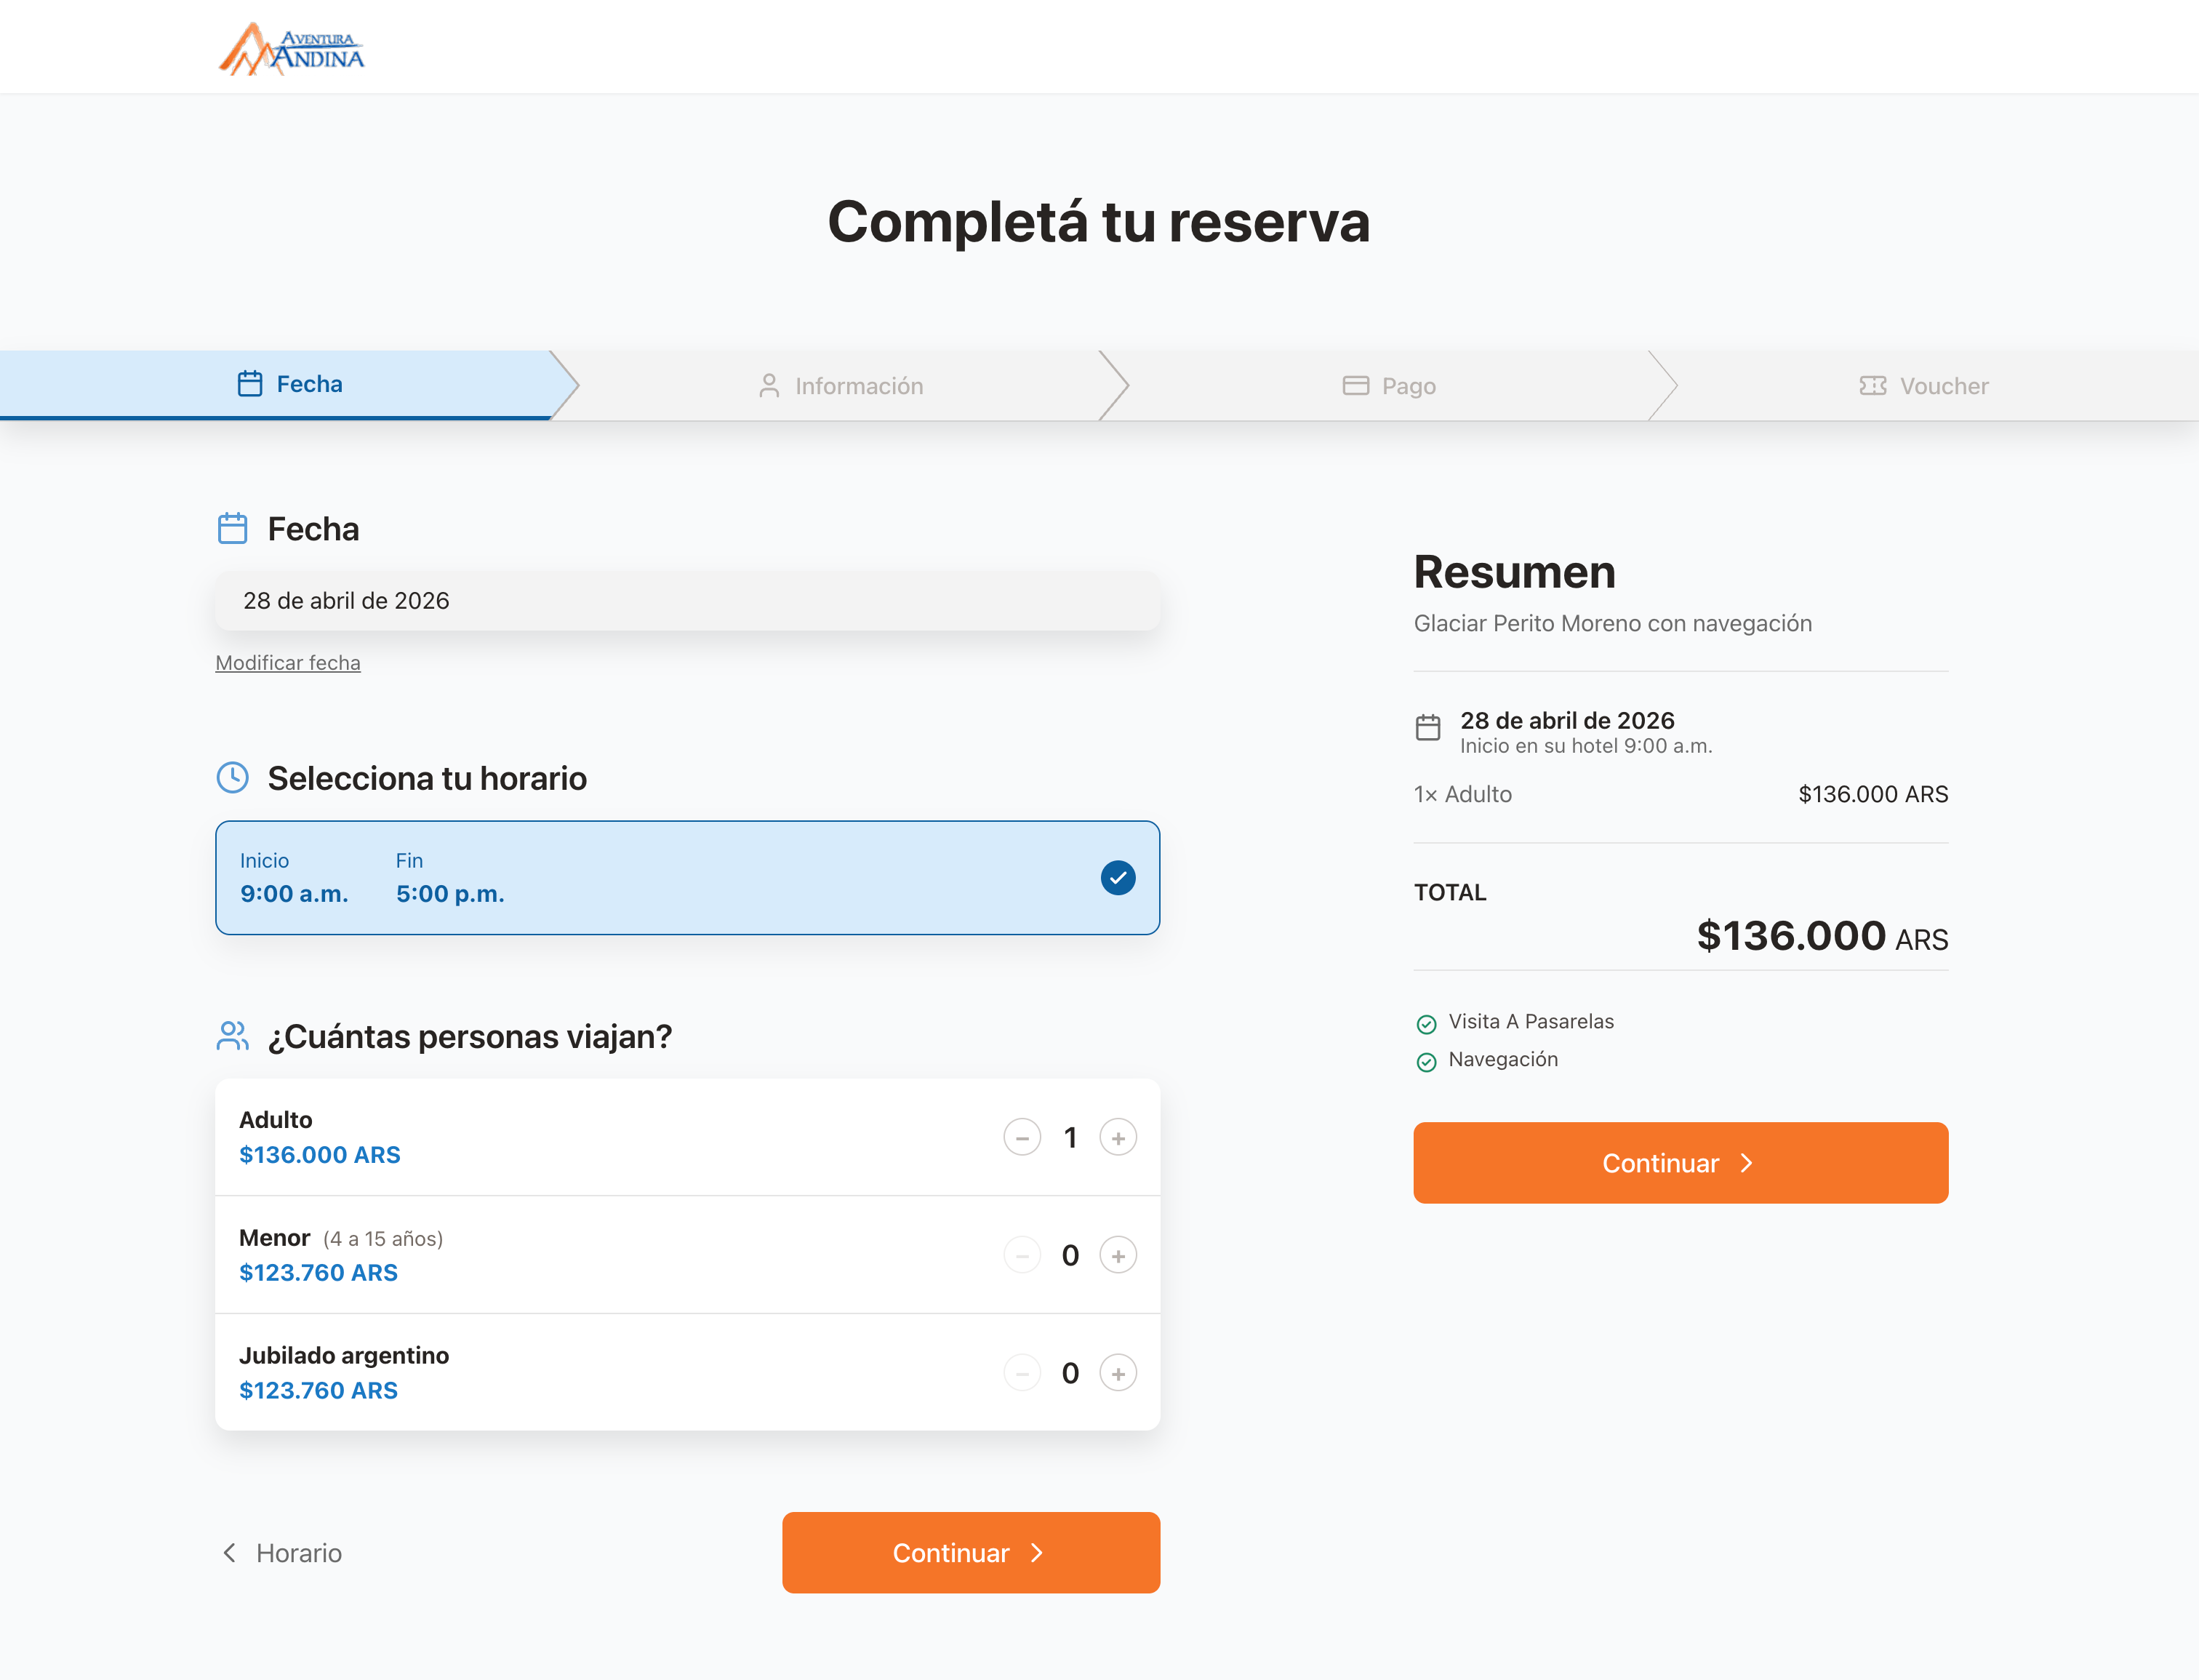 AVENTURA
ANDINA
Completá tu reserva
Fecha
Información
Pago
Voucher
Fecha
28 de abril de 2026
Modificar fecha
Selecciona tu horario
Inicio
Fin
9:00 a.m.
5:00 p.m.
¿Cuántas personas viajan?
Adulto
$136.000 ARS
1
Menor (4 a 15 años)
$123.760 ARS
0
Jubilado argentino
$123.760 ARS
0
Horario
Continuar
Resumen
Glaciar Perito Moreno con navegación
28 de abril de 2026
Inicio en su hotel 9:00 a.m.
1× Adulto $136.000 ARS
TOTAL
$136.000 ARS
Visita A Pasarelas
Navegación
Continuar